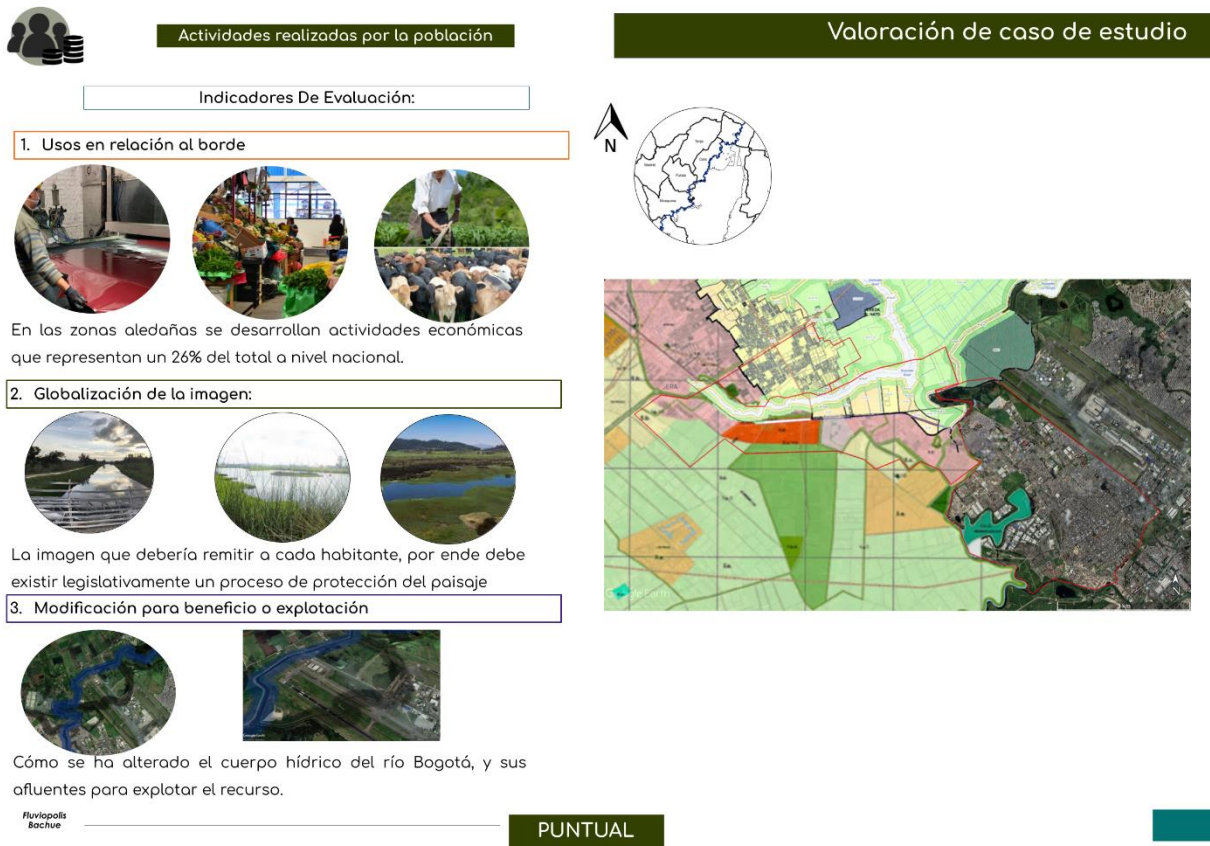 Actividades realizadas por la población
Valoración de caso de estudio
Indicadores De Evaluación:
1. Usos en relación al borde
En las zonas aledañas se desarrollan actividades económicas
que representan un 26% del total a nivel nacional.
2. Globalización de la imagen:
La imagen que debería remitir a cada habitante, por ende debe
existir legislativamente un proceso de protección del paisaje
3. Modificación para beneficio o explotación
Cómo se ha alterado el cuerpo hídrico del río Bogotá, y sus
afluentes para explotar el recurso.
N
Google Earth
Fluviopolis
Bachue
PUNTUAL